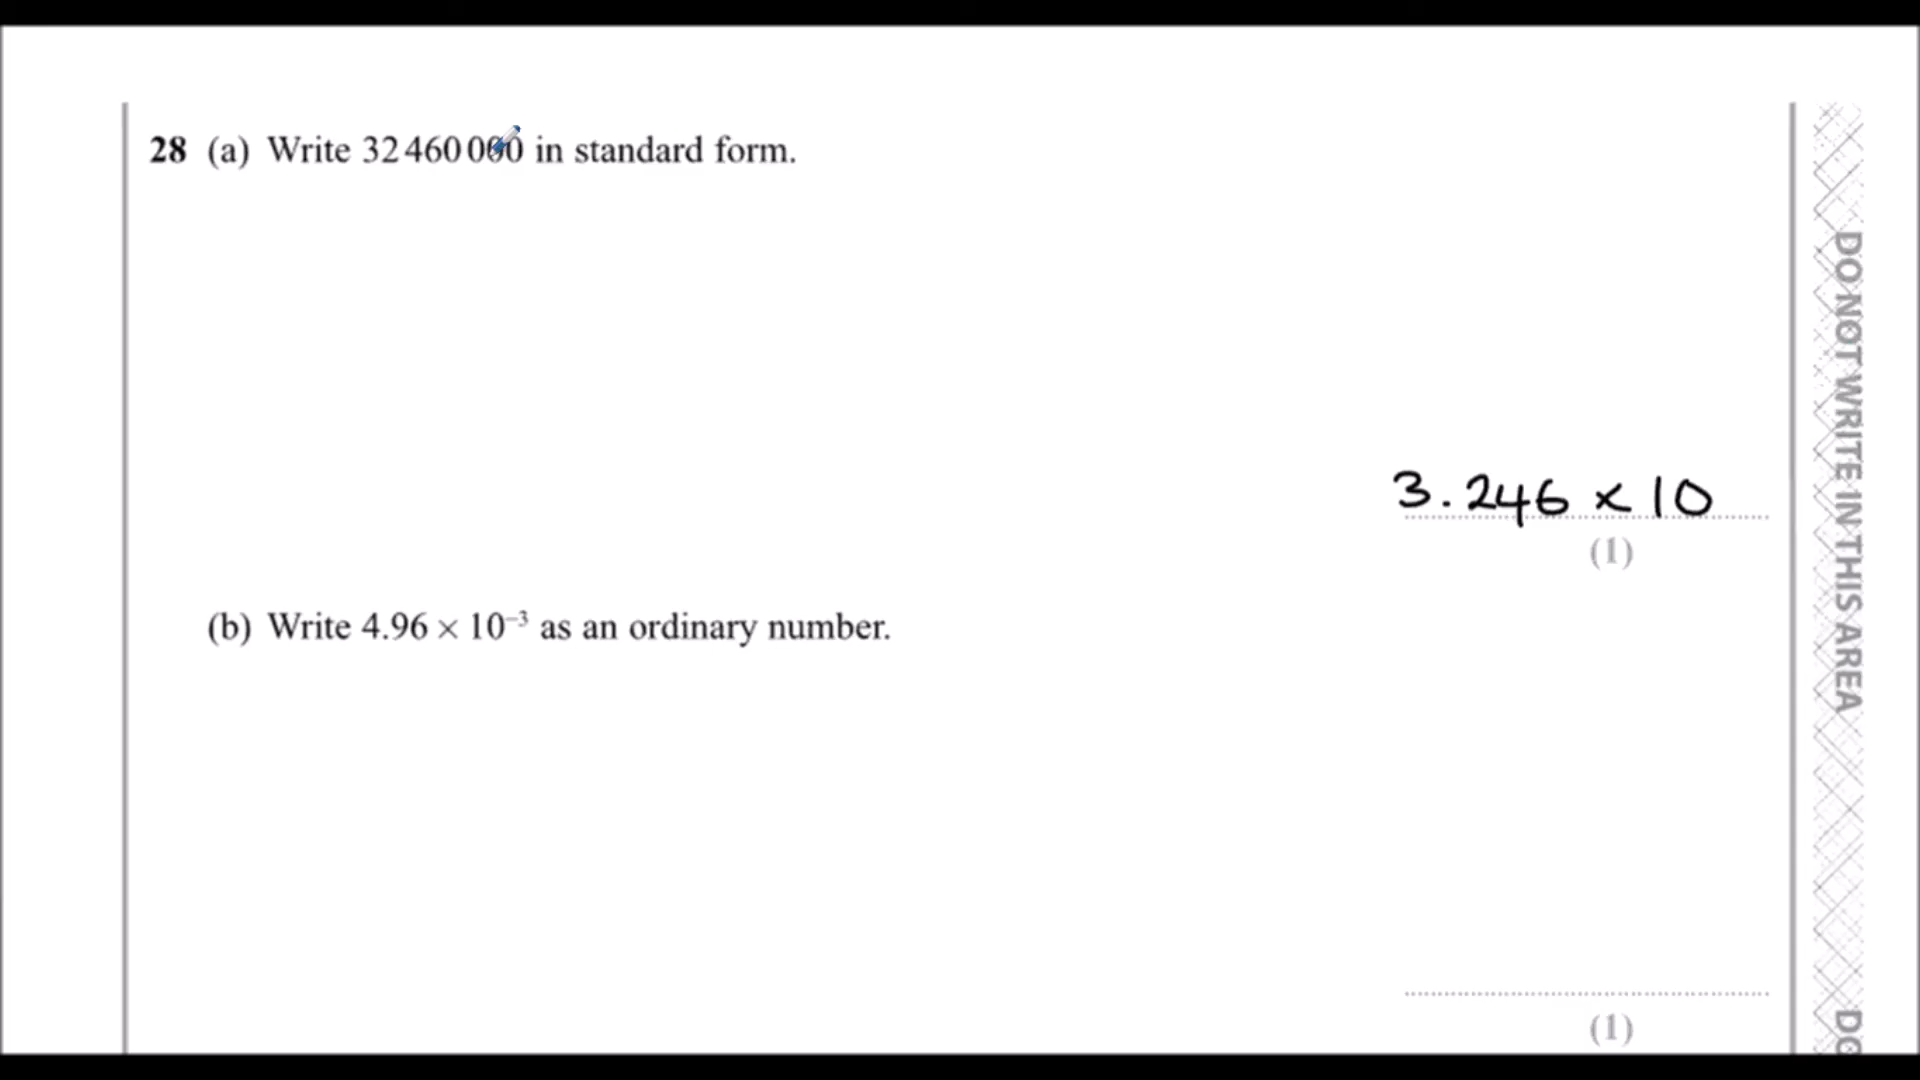 28 (a) Write 32 460 000 in standard form.
3.246 × 10
(1)
(b) Write 4.96 × 10⁻³ as an ordinary number.
(1)
DO NOT WRITE IN THIS AREA
DO